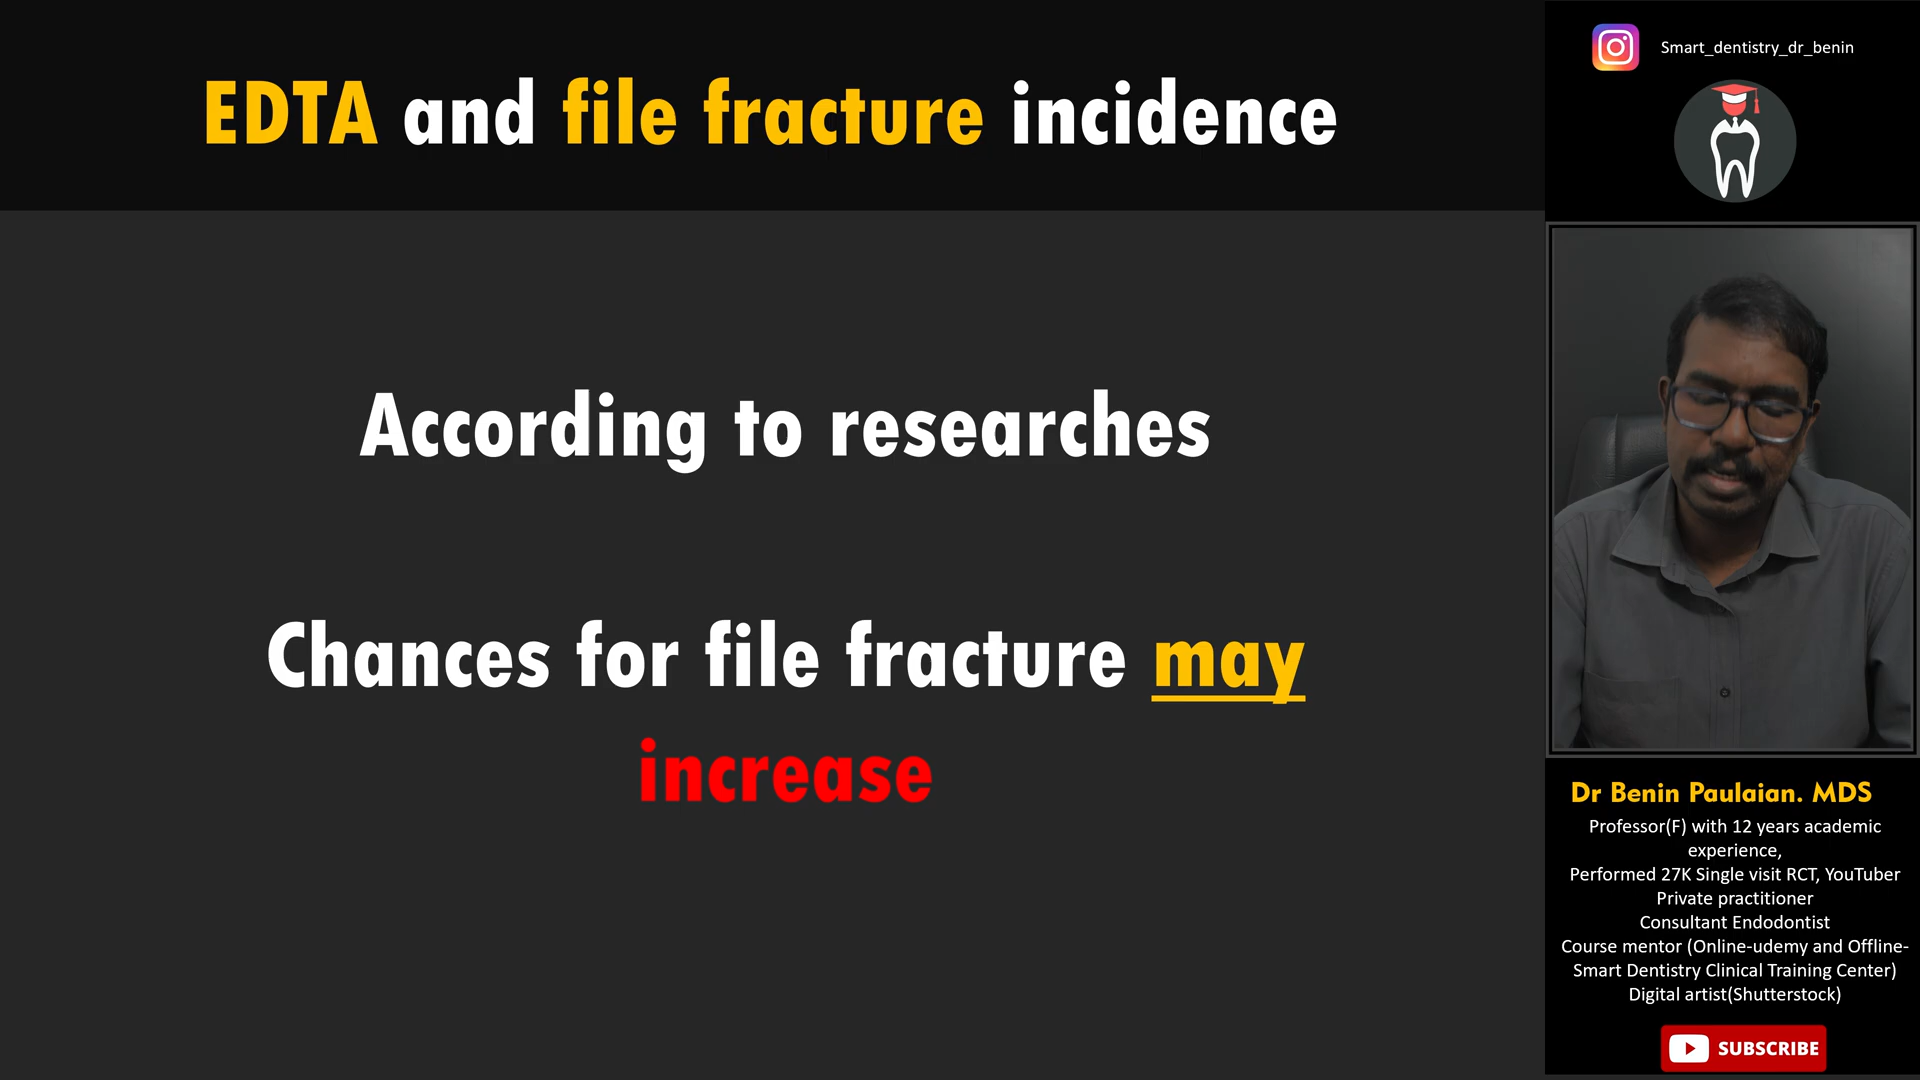 EDTA and file fracture incidence
According to researches
Chances for file fracture may
increase
Smart_dentistry_dr_benin
Dr Benin Paulaian. MDS
Professor(F) with 12 years academic
experience,
Performed 27K Single visit RCT, YouTuber
Private practitioner
Consultant Endodontist
Course mentor (Online-udemy and Offline-
Smart Dentistry Clinical Training Center)
Digital artist(Shutterstock)
SUBSCRIBE